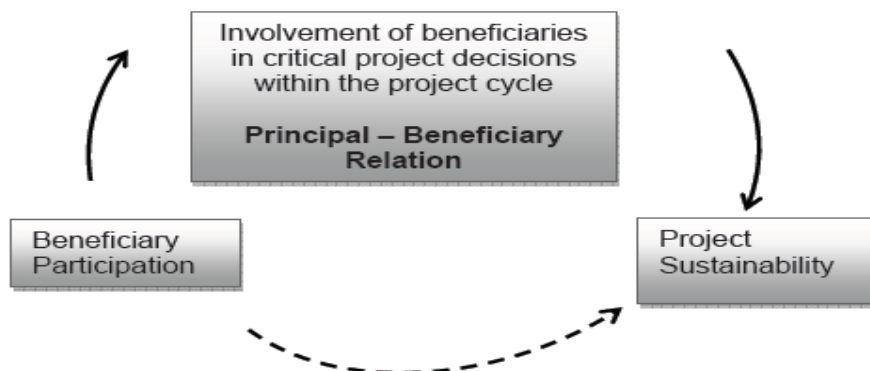 Involvement of beneficiaries
in critical project decisions
within the project cycle
Principal – Beneficiary
Relation
Beneficiary
Participation
Project
Sustainability